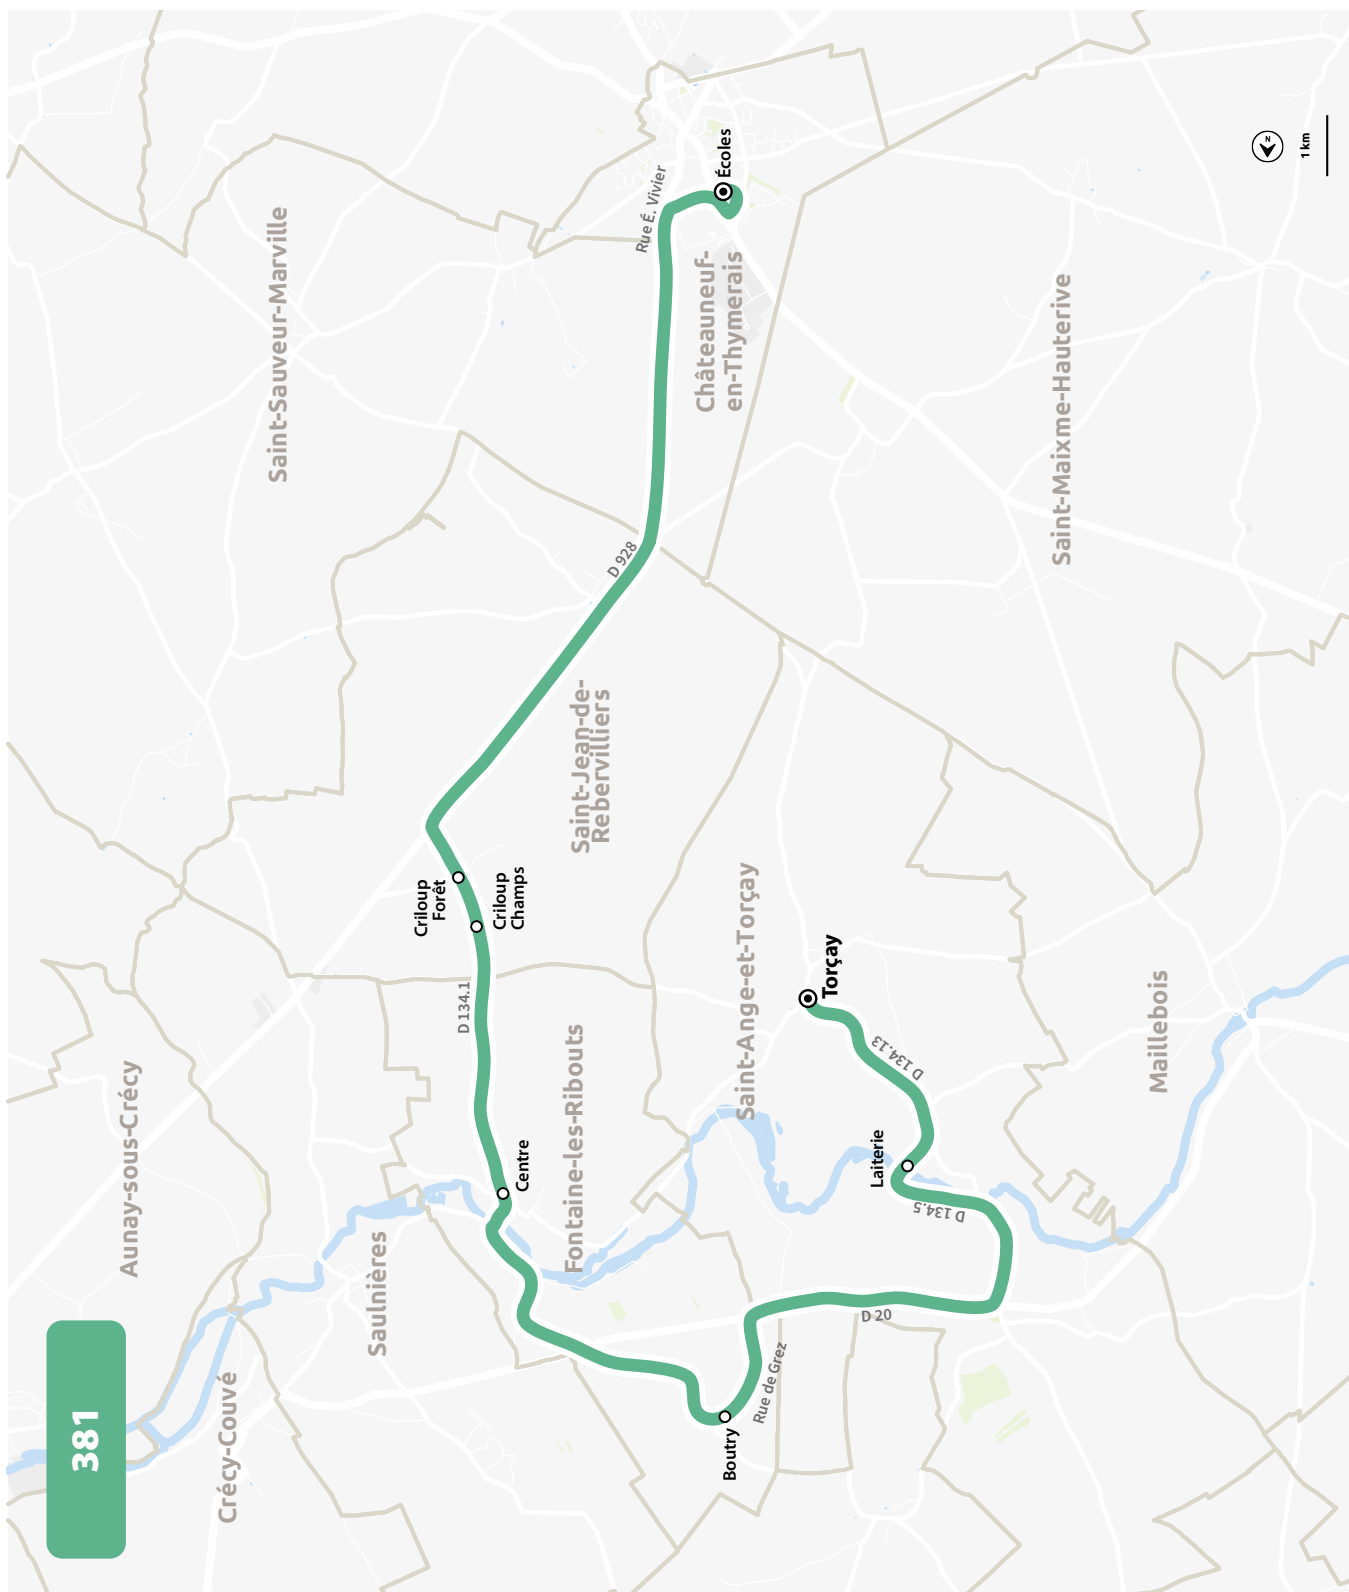 381
Crécy-Couvé
Aunay-sous-Crécy
Saint-Sauveur-Marville
Saulnières
Criloup
Forêt
D 134.1
Criloup
Champs
Centre
Fontaine-les-Ribouts
Saint-Jean-de-
Rebervilliers
D 928
Rue É. Vivier
Écoles
Châteauneuf-
en-Thymerais
Boutry
Rue de Grez
Saint-Ange-et-Torçay
Torçay
D 134.13
Laiterie
D 134.5
D 20
Saint-Maixme-Hauterive
Maillebois
N
1 km